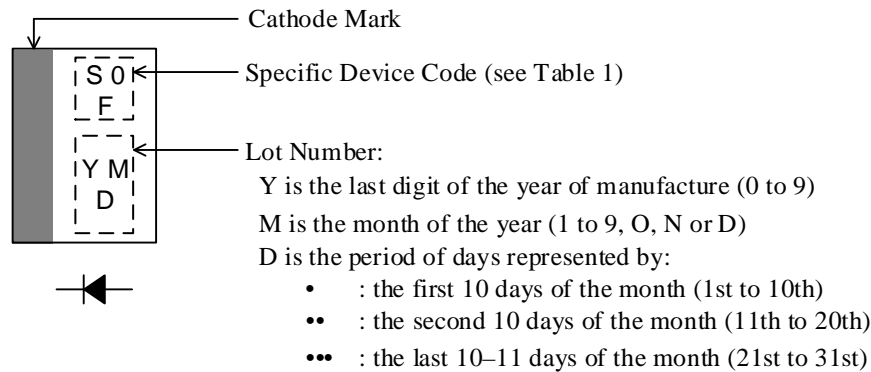 Cathode Mark
S 0
F
Specific Device Code (see Table 1)
Y M
D
Lot Number:
Y is the last digit of the year of manufacture (0 to 9)
M is the month of the year (1 to 9, O, N or D)
D is the period of days represented by:
• : the first 10 days of the month (1st to 10th)
•• : the second 10 days of the month (11th to 20th)
••• : the last 10–11 days of the month (21st to 31st)